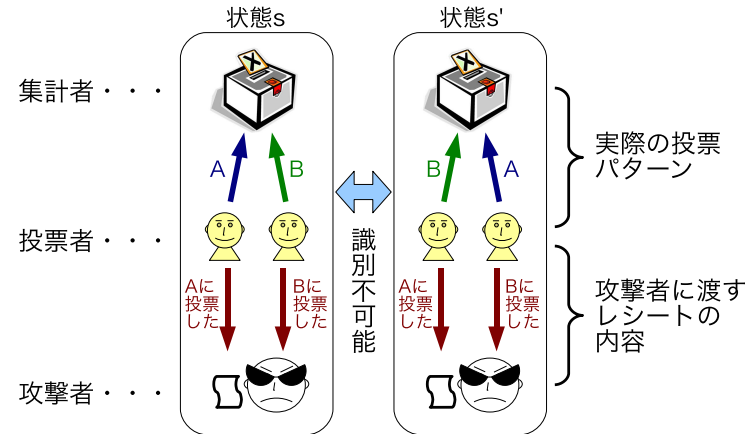 状態s
状態s'
集計者・・・
A
B
B
A
実際の投票
パターン
投票者・・・
識別不可能
Aに
投票
した
Bに
投票
した
Aに
投票
した
Bに
投票
した
攻撃者に渡す
レシートの
内容
攻撃者・・・